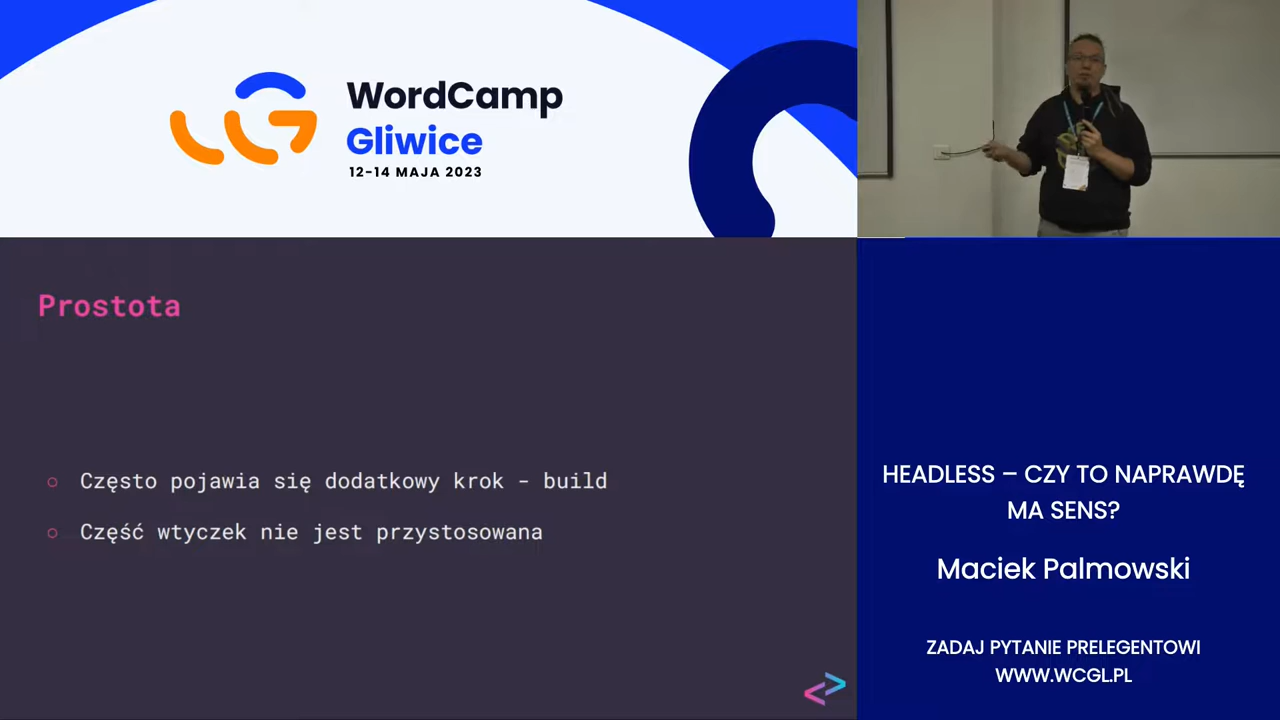 WordCamp
Gliwice
12-14 MAJA 2023
Prostota
Często pojawia się dodatkowy krok - build
Część wtyczek nie jest przystosowana
HEADLESS – CZY TO NAPRAWDĘ
MA SENS?
Maciek Palmowski
ZADAJ PYTANIE PRELEGENTOWI
WWW.WCGL.PL